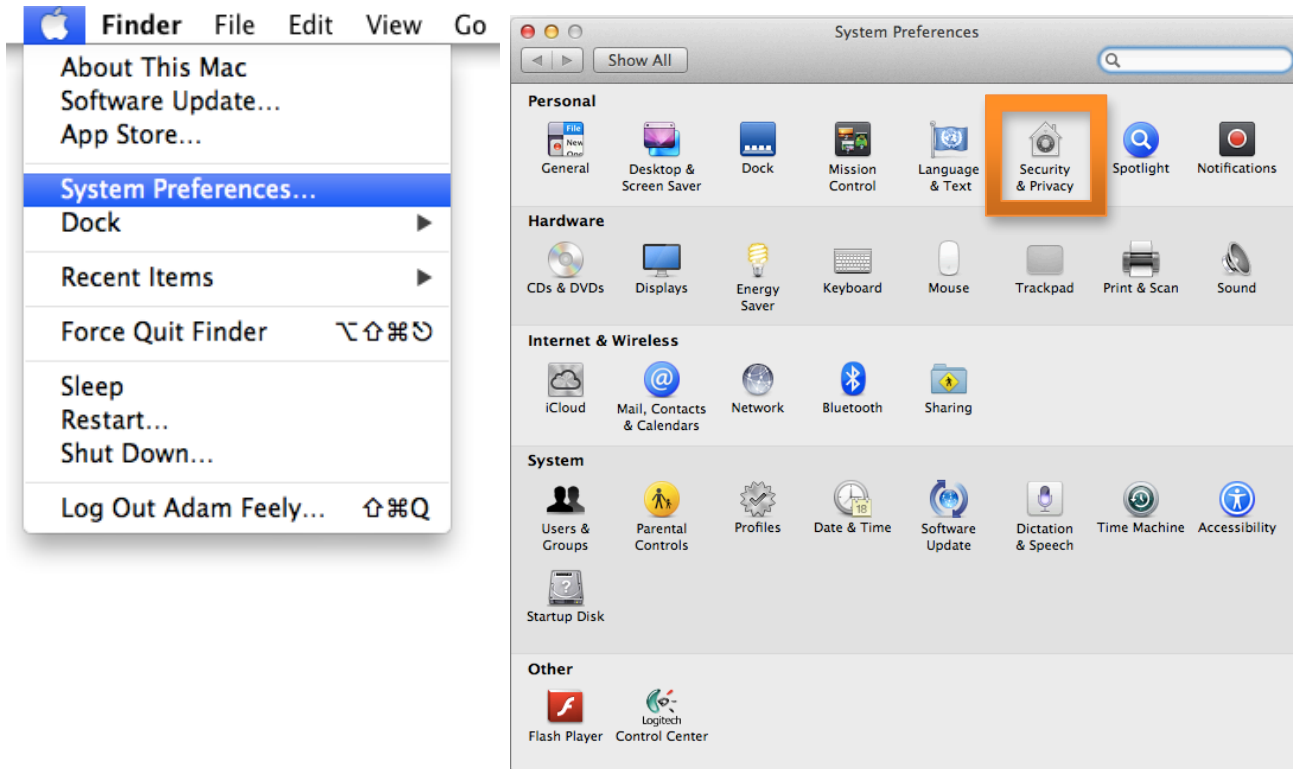 Finder File Edit View Go
About This Mac
Software Update...
App Store...
System Preferences...
Dock
Recent Items
Force Quit Finder ⌥⇧⌘⎋
Sleep
Restart...
Shut Down...
Log Out Adam Feely... ⇧⌘Q
System Preferences
Show All
Personal
File
New
One
General
Desktop &
Screen Saver
Dock
Mission
Control
Language
& Text
Security
& Privacy
Spotlight
Notifications
Hardware
CDs & DVDs
Displays
Energy
Saver
Keyboard
Mouse
Trackpad
Print & Scan
Sound
Internet & Wireless
iCloud
@
Mail, Contacts
& Calendars
Network
Bluetooth
Sharing
System
Users &
Groups
Parental
Controls
Profiles
18
Date & Time
Software
Update
Dictation
& Speech
Time Machine
Accessibility
?
Startup Disk
Other
Flash Player
Logitech
Control Center